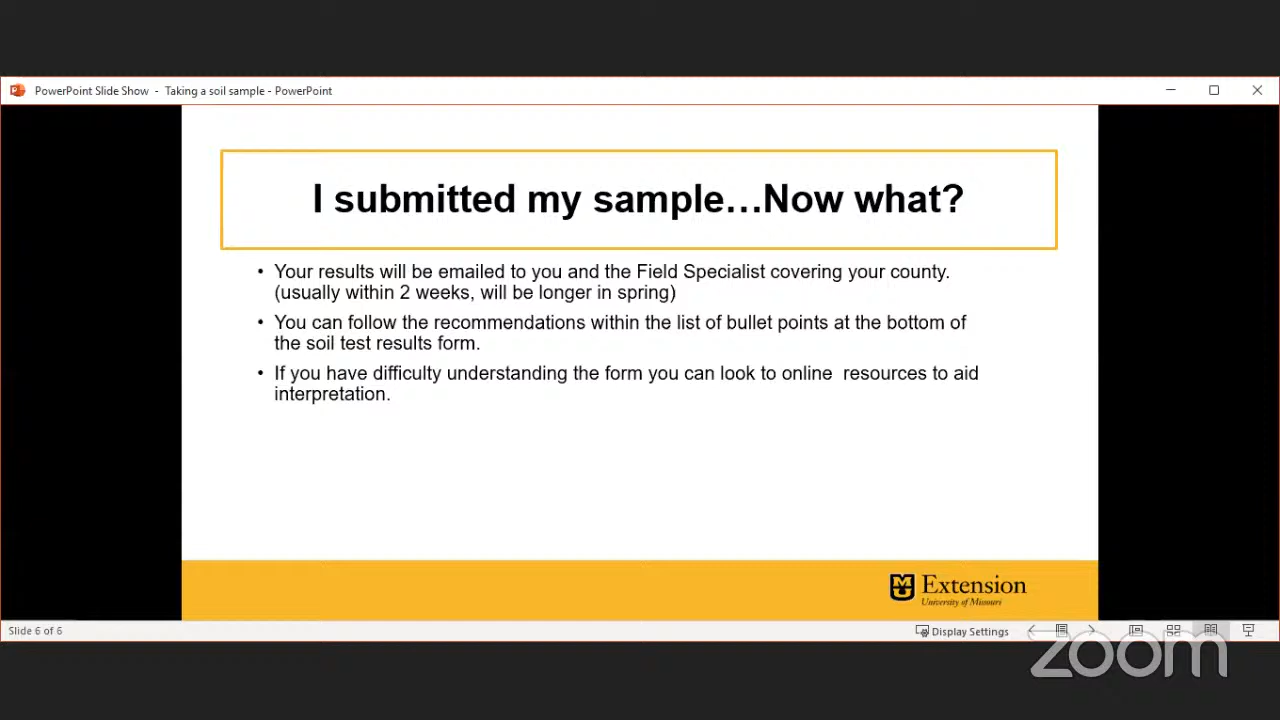 PowerPoint Slide Show - Taking a soil sample - PowerPoint
I submitted my sample…Now what?
• Your results will be emailed to you and the Field Specialist covering your county.
(usually within 2 weeks, will be longer in spring)
• You can follow the recommendations within the list of bullet points at the bottom of
the soil test results form.
• If you have difficulty understanding the form you can look to online  resources to aid
interpretation.
Extension
University of Missouri
Slide 6 of 6
Display Settings
zoom